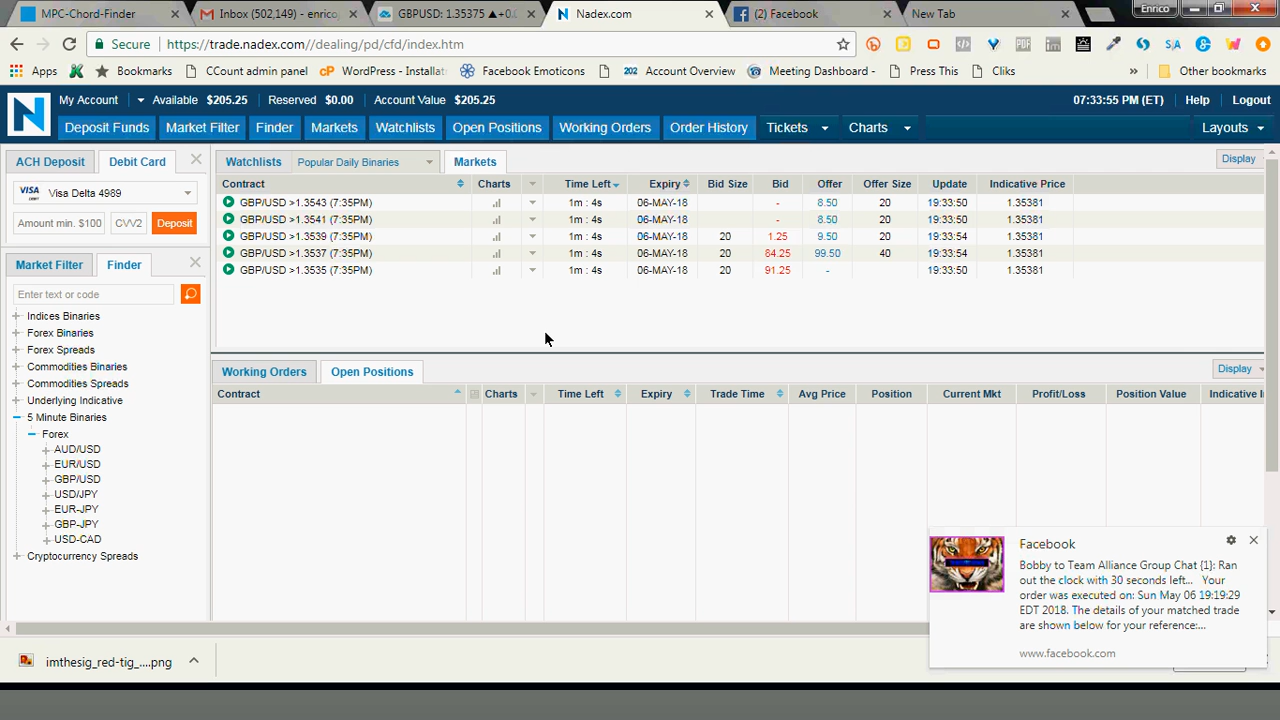 MPC-Chord-Finder
Inbox (502,149) - enrico
GBPUSD: 1.35375 ▲+0.0
Nadex.com
(2) Facebook
New Tab
Enrico
Secure
https://trade.nadex.com//dealing/pd/cfd/index.htm
Apps
Bookmarks
CCount admin panel
WordPress - Installat
Facebook Emoticons
202
Account Overview
Meeting Dashboard -
Press This
Cliks
»
Other bookmarks
My Account
Available $205.25
Reserved $0.00
Account Value $205.25
07:33:55 PM (ET)
Help
Logout
Deposit Funds
Market Filter
Finder
Markets
Watchlists
Open Positions
Working Orders
Order History
Tickets
Charts
Layouts
ACH Deposit
Debit Card
VISA
Visa Delta 4969
Amount min. $100
CVV2
Deposit
Market Filter
Finder
Enter text or code
Indices Binaries
Forex Binaries
Forex Spreads
Commodities Binaries
Commodities Spreads
Underlying Indicative
5 Minute Binaries
Forex
AUD/USD
EUR/USD
GBP/USD
USD/JPY
EUR-JPY
GBP-JPY
USD-CAD
Cryptocurrency Spreads
Watchlists
Popular Daily Binaries
Markets
Display
Contract Charts Time Left Expiry Bid Size Bid Offer Offer Size Update Indicative Price
GBP/USD >1.3543 (7:35PM) 1m : 4s 06-MAY-18 - 8.50 20 19:33:50 1.35381
GBP/USD >1.3541 (7:35PM) 1m : 4s 06-MAY-18 - 8.50 20 19:33:50 1.35381
GBP/USD >1.3539 (7:35PM) 1m : 4s 06-MAY-18 20 1.25 9.50 20 19:33:54 1.35381
GBP/USD >1.3537 (7:35PM) 1m : 4s 06-MAY-18 20 84.25 99.50 40 19:33:54 1.35381
GBP/USD >1.3535 (7:35PM) 1m : 4s 06-MAY-18 20 91.25 - 19:33:50 1.35381
Working Orders
Open Positions
Display
Contract Charts Time Left Expiry Trade Time Avg Price Position Current Mkt Profit/Loss Position Value Indicative I
Facebook
Bobby to Team Alliance Group Chat {1}: Ran
out the clock with 30 seconds left... Your
order was executed on: Sun May 06 19:19:29
EDT 2018. The details of your matched trade
are shown below for your reference:...
www.facebook.com
imthesig_red-tig_....png